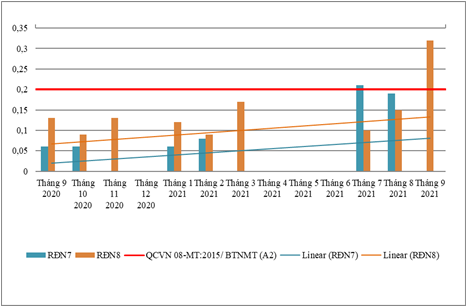 0,35
0,3
0,25
0,2
0,15
0,1
0,05
0
Tháng 9 2020
Tháng 10 2020
Tháng 11 2020
Tháng 12 2020
Tháng 1 2021
Tháng 2 2021
Tháng 3 2021
Tháng 4 2021
Tháng 5 2021
Tháng 6 2021
Tháng 7 2021
Tháng 8 2021
Tháng 9 2021
RĐN7
RĐN8
QCVN 08-MT:2015/ BTNMT (A2)
Linear (RĐN7)
Linear (RĐN8)